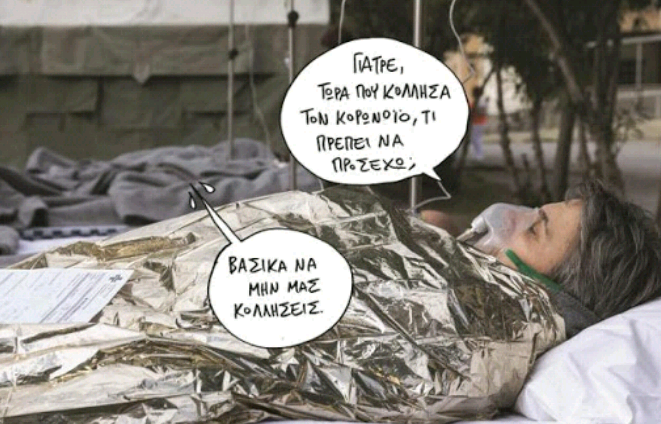 ΓΙΑΤΡΕ,
ΤΩΡΑ ΠΟΥ ΚΟΛΛΗΣΑ
ΤΟΝ ΚΟΡΩΝΟΪΟ, ΤΙ
ΠΡΕΠΕΙ ΝΑ
ΠΡΟΣΕΧΩ;
ΒΑΣΙΚΑ ΝΑ
ΜΗΝ ΜΑΣ
ΚΟΛΛΗΣΕΙΣ.